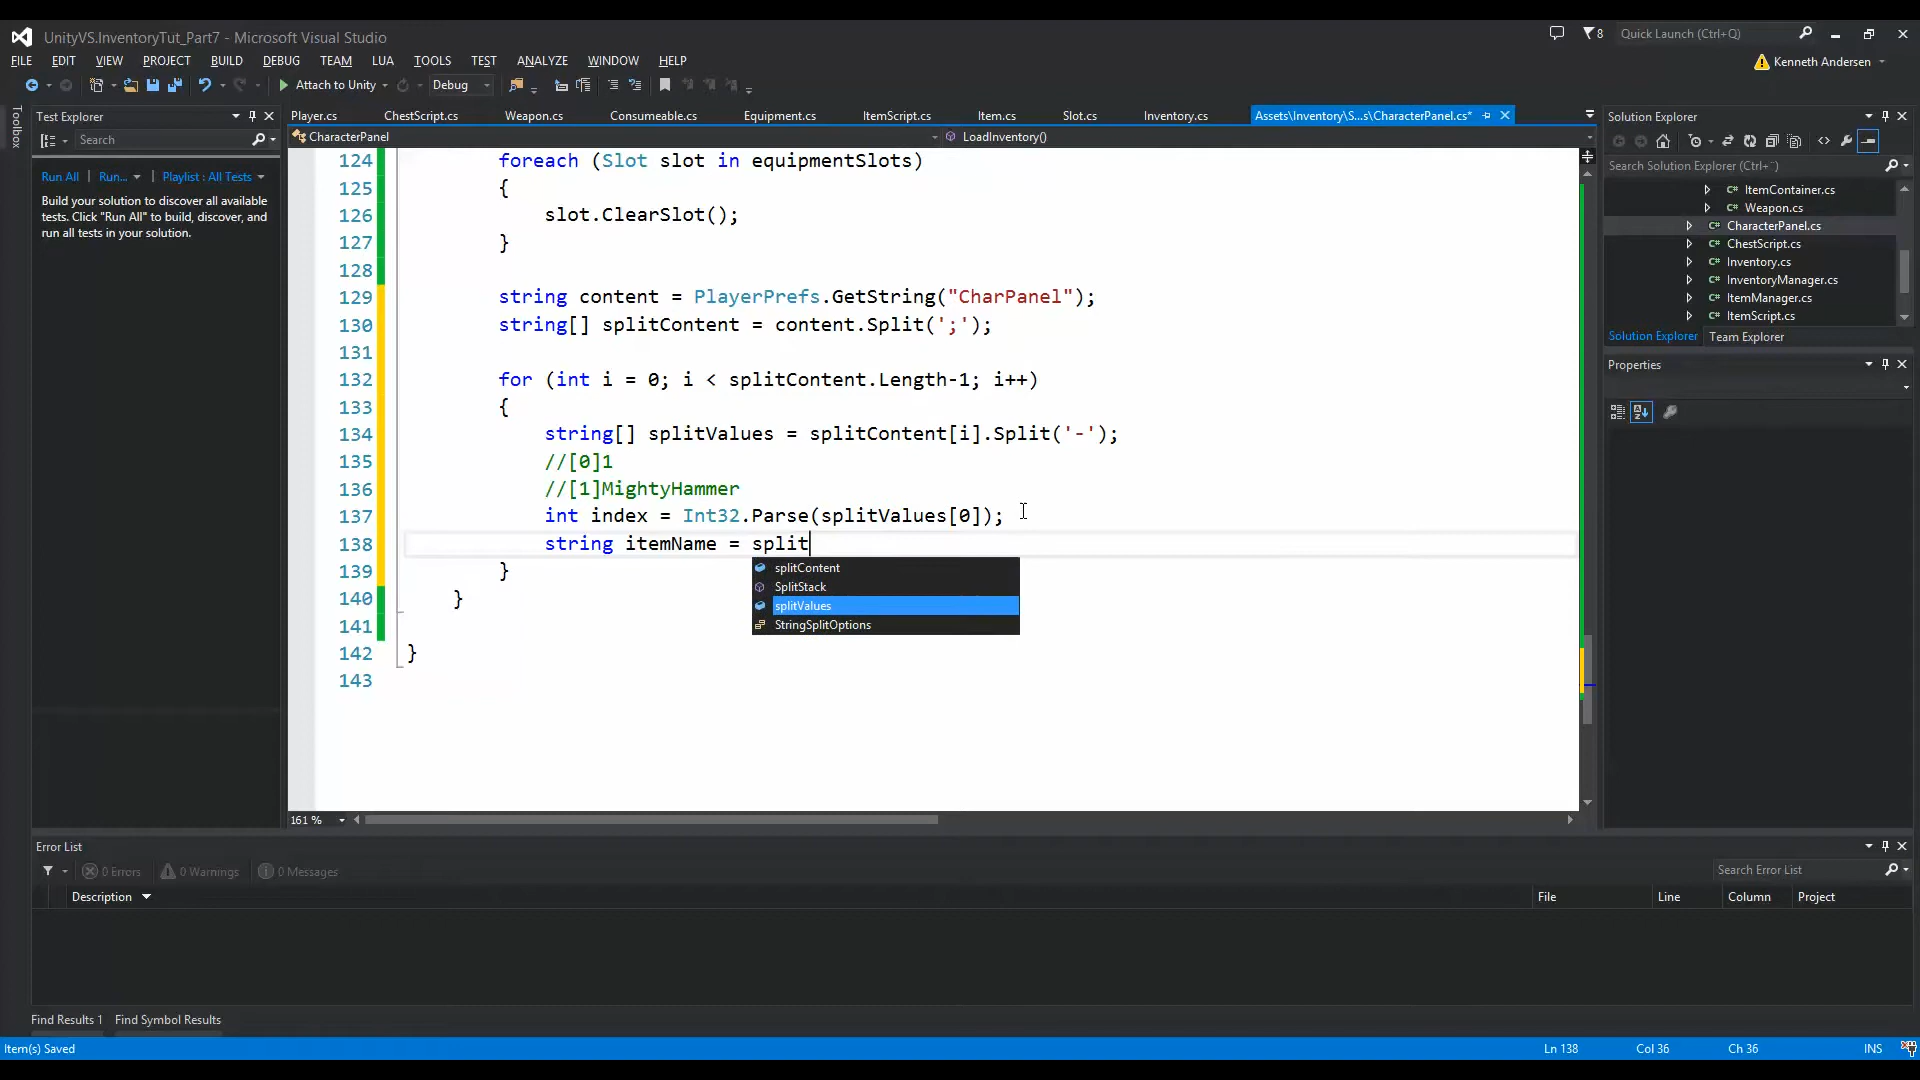 UnityVS.InventoryTut_Part7 - Microsoft Visual Studio
8
Quick Launch (Ctrl+Q)
FILE EDIT VIEW PROJECT BUILD DEBUG TEAM LUA TOOLS TEST ANALYZE WINDOW HELP
Kenneth Andersen
Attach to Unity Debug
Toolbox
Test Explorer
Search
Run All | Run... | Playlist : All Tests
Build your solution to discover all available
tests. Click "Run All" to build, discover, and
run all tests in your solution.
Player.cs ChestScript.cs Weapon.cs Consumeable.cs Equipment.cs ItemScript.cs Item.cs Slot.cs Inventory.cs Assets\Inventory\S...s\CharacterPanel.cs*
CharacterPanel LoadInventory()
124 foreach (Slot slot in equipmentSlots)
125 {
126 slot.ClearSlot();
127 }
128
129 string content = PlayerPrefs.GetString("CharPanel");
130 string[] splitContent = content.Split(';');
131
132 for (int i = 0; i < splitContent.Length-1; i++)
133 {
134 string[] splitValues = splitContent[i].Split('-');
135 //[0]1
136 //[1]MightyHammer
137 int index = Int32.Parse(splitValues[0]);
138 string itemName = split
139 }
140 }
141
142 }
143
splitContent
SplitStack
splitValues
StringSplitOptions
161 %
Solution Explorer
Search Solution Explorer (Ctrl+¨)
ItemContainer.cs
Weapon.cs
CharacterPanel.cs
ChestScript.cs
Inventory.cs
InventoryManager.cs
ItemManager.cs
ItemScript.cs
Solution Explorer Team Explorer
Properties
Error List
0 Errors 0 Warnings 0 Messages
Search Error List
Description File Line Column Project
Find Results 1 Find Symbol Results
Item(s) Saved Ln 138 Col 36 Ch 36 INS